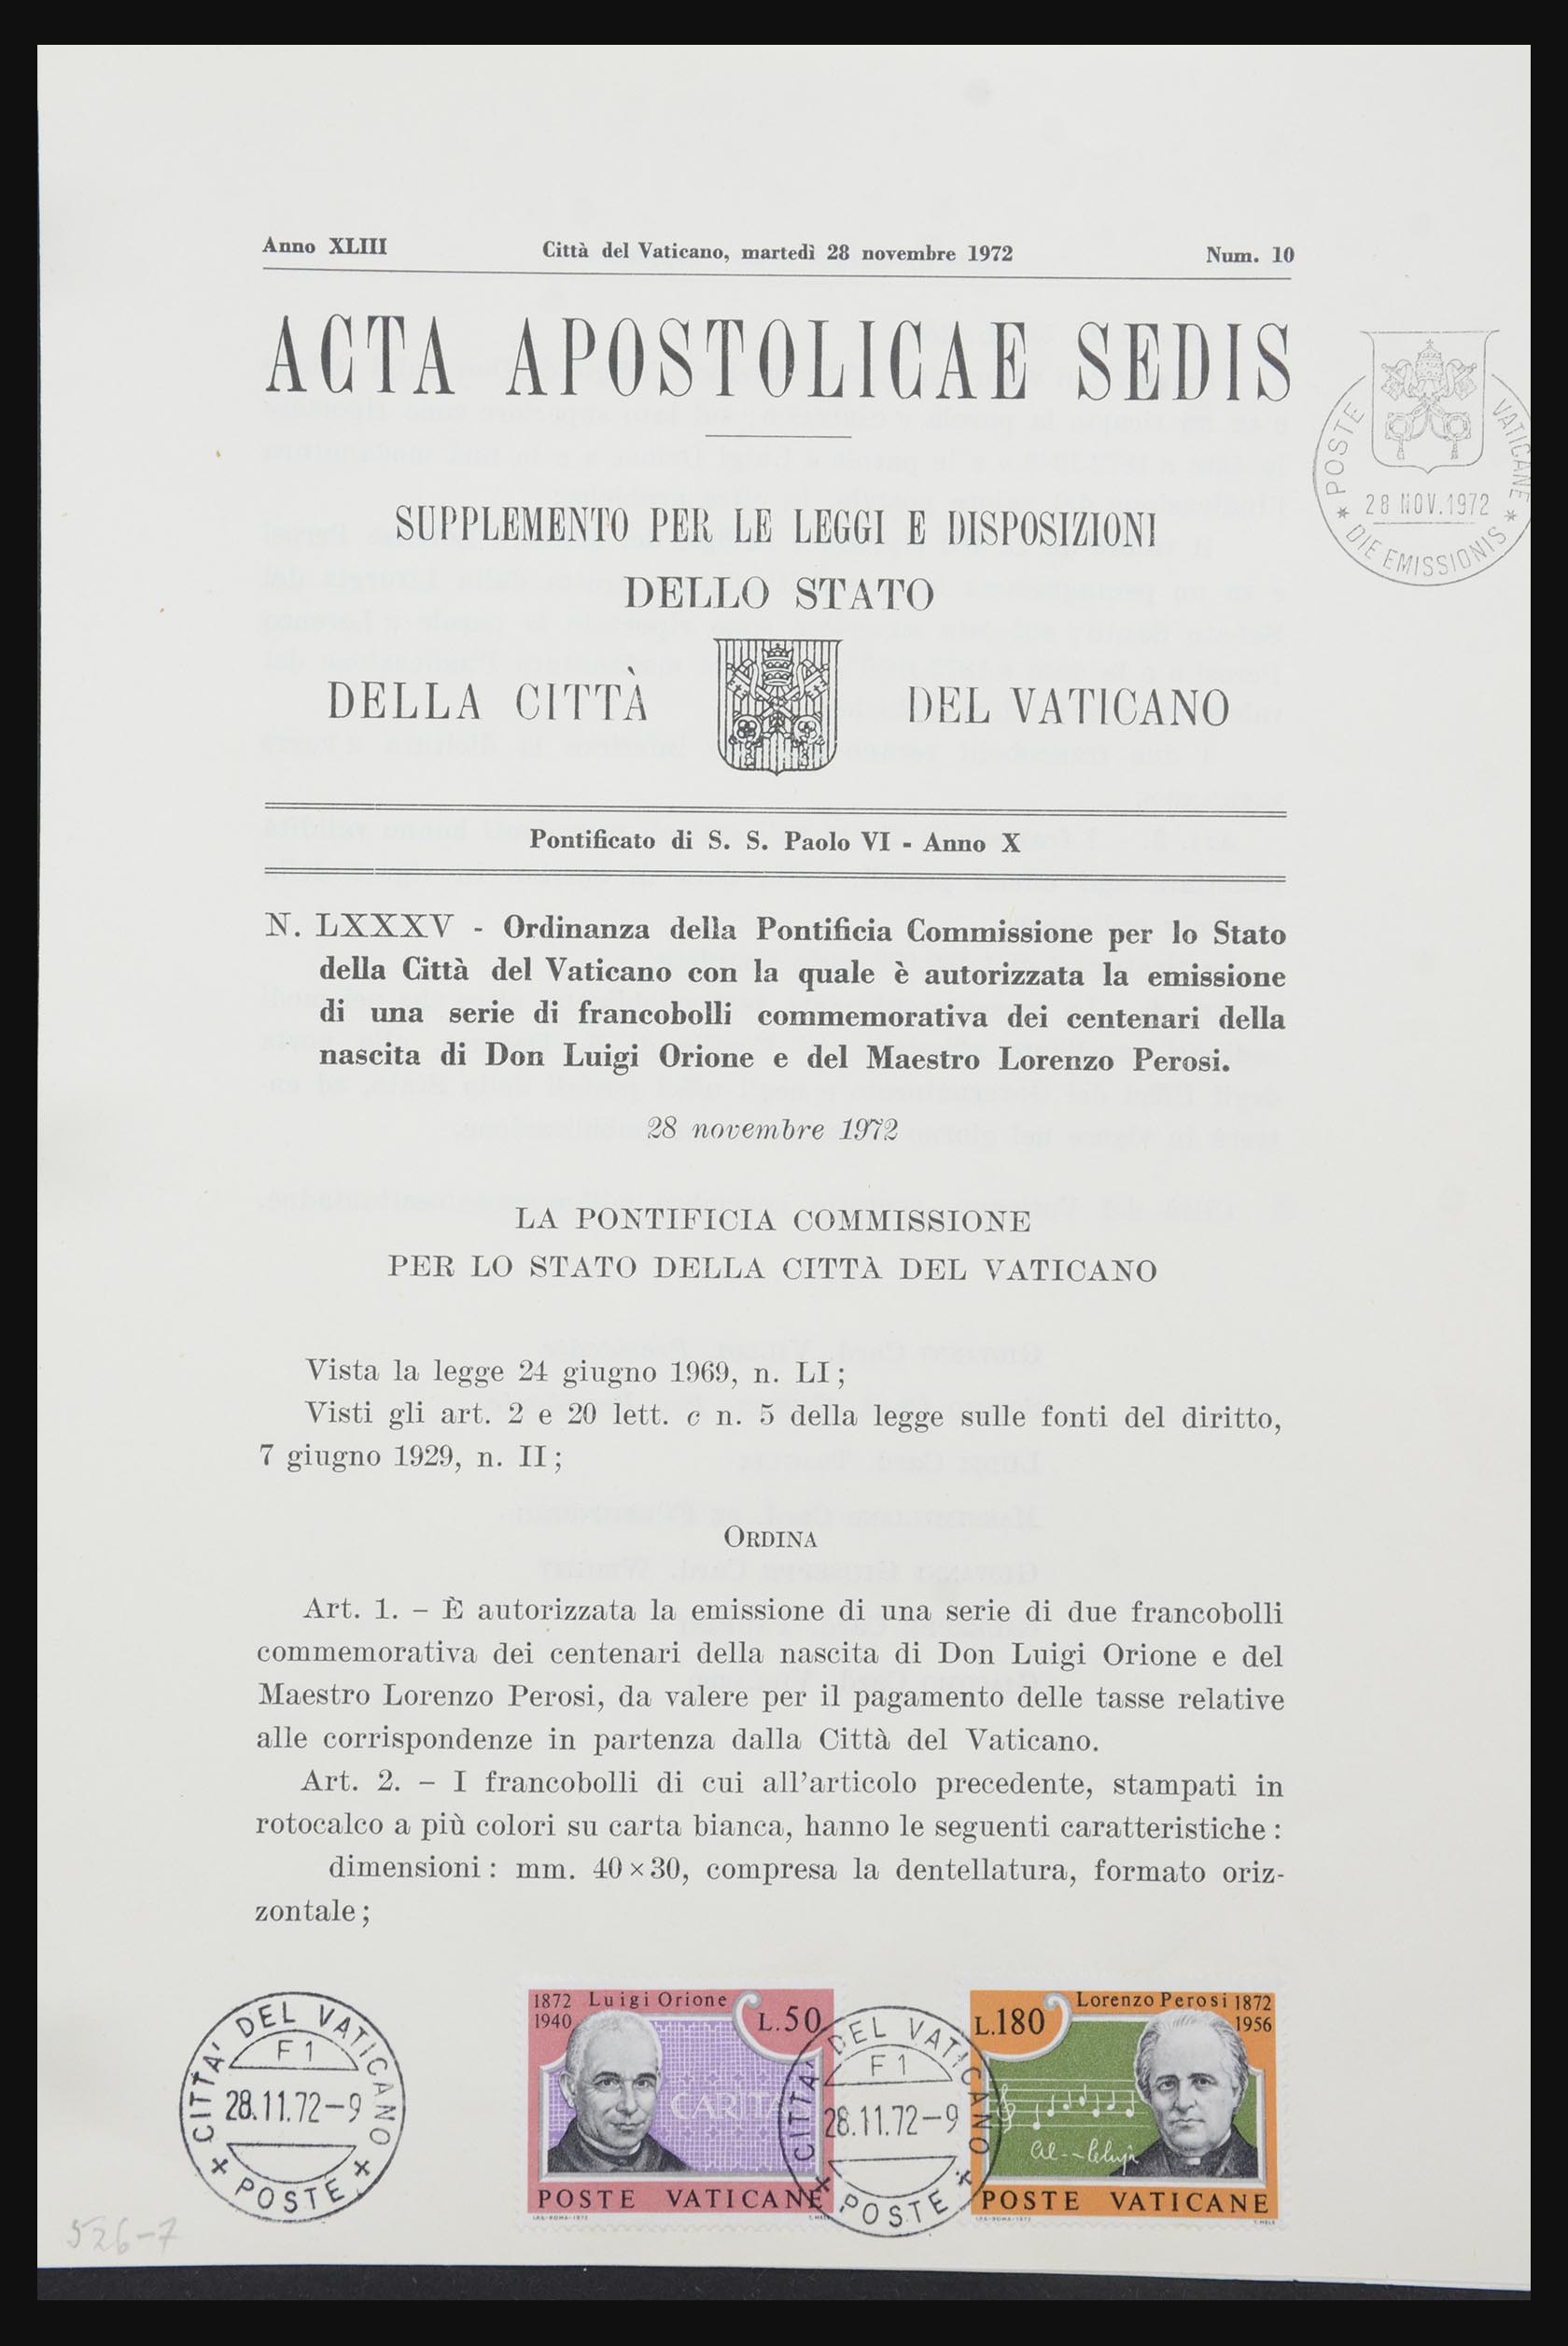 Anno XLIII Città del Vaticano, martedì 28 novembre 1972 Num. 10
ACTA APOSTOLICAE SEDIS
POSTE VATICANE
28 NOV.1972
* DIE EMISSIONIS *
SUPPLEMENTO PER LE LEGGI E DISPOSIZIONI
DELLO STATO
DELLA CITTÀ DEL VATICANO
Pontificato di S. S. Paolo VI - Anno X
N. LXXXV - Ordinanza della Pontificia Commissione per lo Stato
della Città del Vaticano con la quale è autorizzata la emissione
di una serie di francobolli commemorativa dei centenari della
nascita di Don Luigi Orione e del Maestro Lorenzo Perosi.
28 novembre 1972
LA PONTIFICIA COMMISSIONE
PER LO STATO DELLA CITTÀ DEL VATICANO
Vista la legge 24 giugno 1969, n. LI;
Visti gli art. 2 e 20 lett. c n. 5 della legge sulle fonti del diritto,
7 giugno 1929, n. II;
ORDINA
Art. 1. – È autorizzata la emissione di una serie di due francobolli
commemorativa dei centenari della nascita di Don Luigi Orione e del
Maestro Lorenzo Perosi, da valere per il pagamento delle tasse relative
alle corrispondenze in partenza dalla Città del Vaticano.
Art. 2. – I francobolli di cui all'articolo precedente, stampati in
rotocalco a più colori su carta bianca, hanno le seguenti caratteristiche:
dimensioni: mm. 40×30, compresa la dentellatura, formato oriz-
zontale;
CITTA' DEL VATICANO
F1
28.11.72-9
+ POSTE +
1872 Luigi Orione
1940
L.50
CARITAS
POSTE VATICANE
I.P.S.-ROMA-1972
CITTA' DEL VATICANO
F1
28.11.72-9
+ POSTE +
Lorenzo Perosi 1872
1956
L.180
POSTE VATICANE
I.P.S.-ROMA-1972
526-7